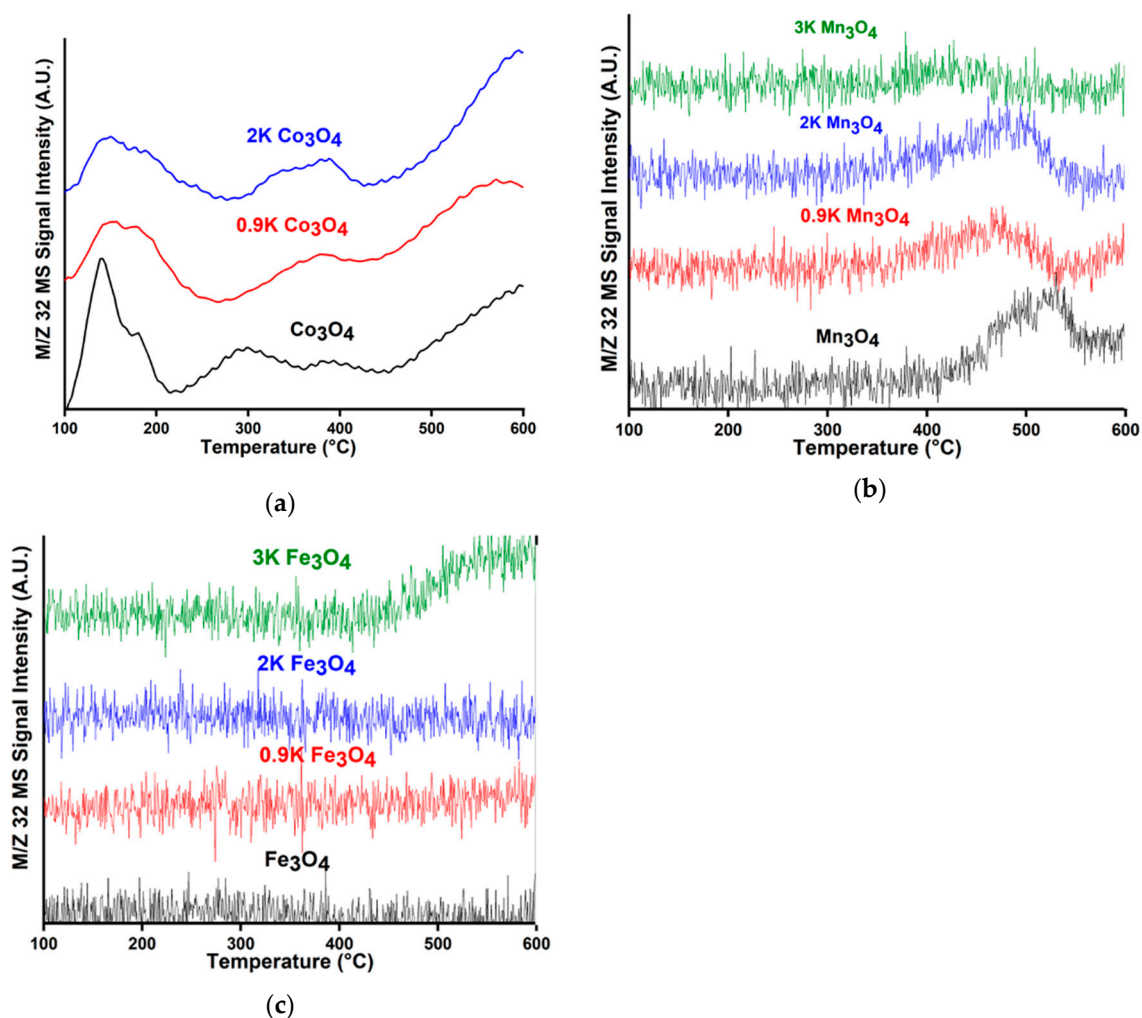 M/Z 32 MS Signal Intensity (A.U.)
2K Co₃O₄
0.9K Co₃O₄
Co₃O₄
100 200 300 400 500 600
Temperature (°C)
(a)
M/Z 32 MS Signal Intensity (A.U.)
3K Mn₃O₄
2K Mn₃O₄
0.9K Mn₃O₄
Mn₃O₄
100 200 300 400 500 600
Temperature (°C)
(b)
M/Z 32 MS Signal Intensity (A.U.)
3K Fe₃O₄
2K Fe₃O₄
0.9K Fe₃O₄
Fe₃O₄
100 200 300 400 500 600
Temperature (°C)
(c)